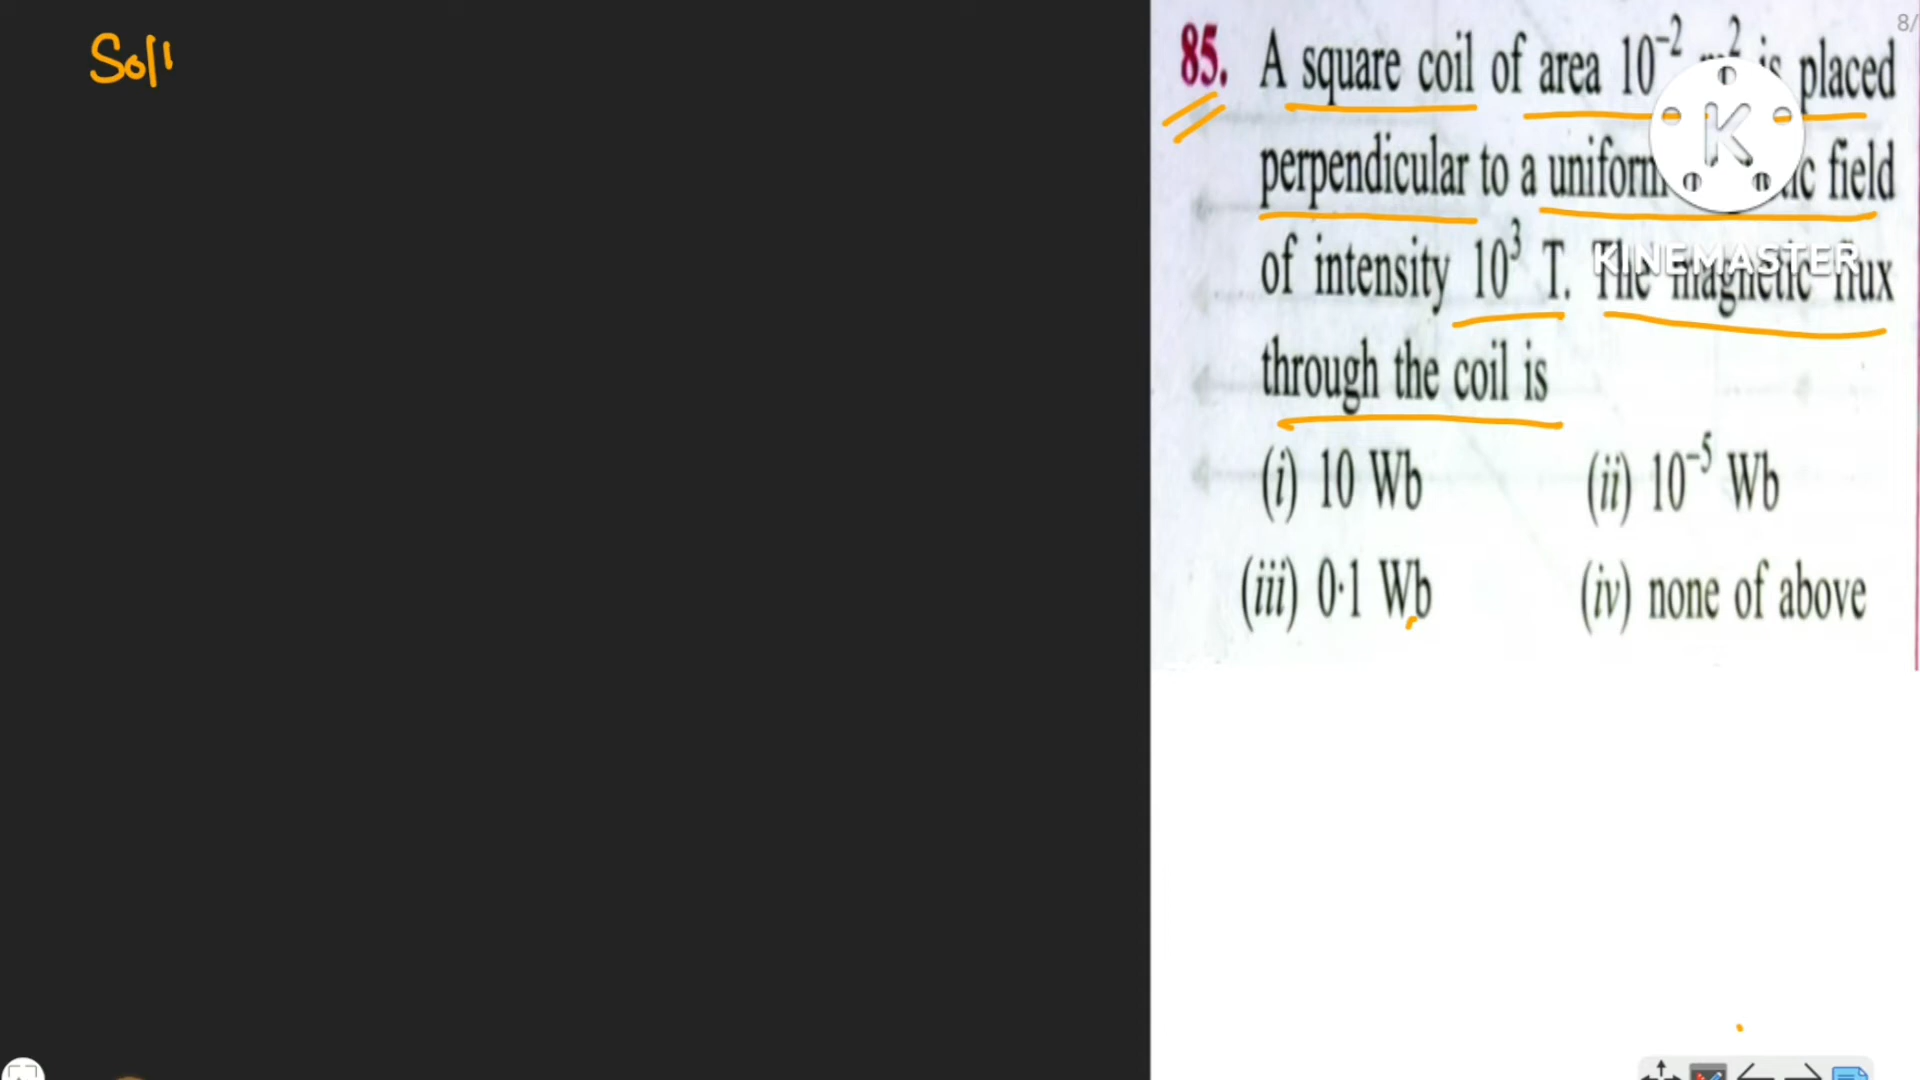 Sol
8/
85. A square coil of area 10⁻² m² is placed
perpendicular to a uniform field
of intensity 10³ T. The magnetic flux
through the coil is
(i) 10 Wb (ii) 10⁻⁵ Wb
(iii) 0·1 Wb (iv) none of above
K
KINEMASTER